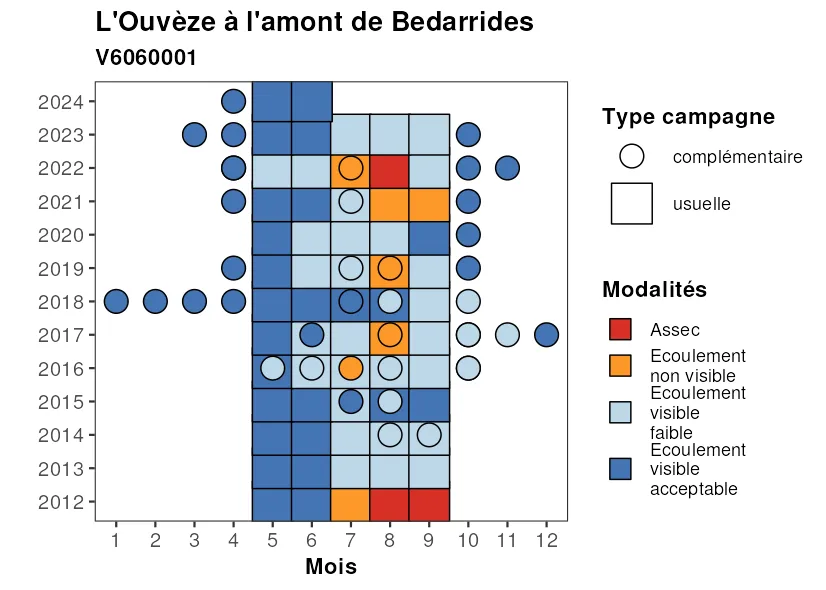 L'Ouvèze à l'amont de Bedarrides
V6060001
2024
2023
2022
2021
2020
2019
2018
2017
2016
2015
2014
2013
2012
1 2 3 4 5 6 7 8 9 10 11 12
Mois
Type campagne
complémentaire
usuelle
Modalités
Assec
Ecoulement
non visible
Ecoulement
visible
faible
Ecoulement
visible
acceptable